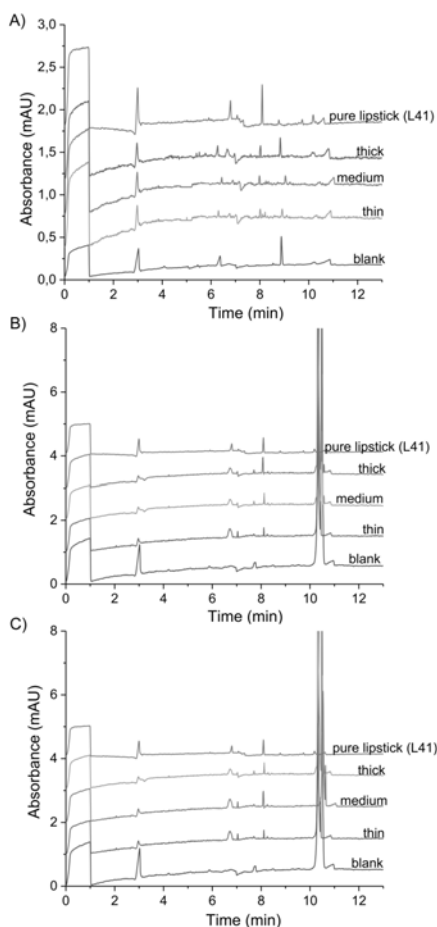 A)
3,0
2,5
2,0
1,5
1,0
0,5
0,0
Absorbance (mAU)
pure lipstick (L41)
thick
medium
thin
blank
0 2 4 6 8 10 12
Time (min)
B)
8
6
4
2
0
Absorbance (mAU)
pure lipstick (L41)
thick
medium
thin
blank
0 2 4 6 8 10 12
Time (min)
C)
8
6
4
2
0
Absorbance (mAU)
pure lipstick (L41)
thick
medium
thin
blank
0 2 4 6 8 10 12
Time (min)